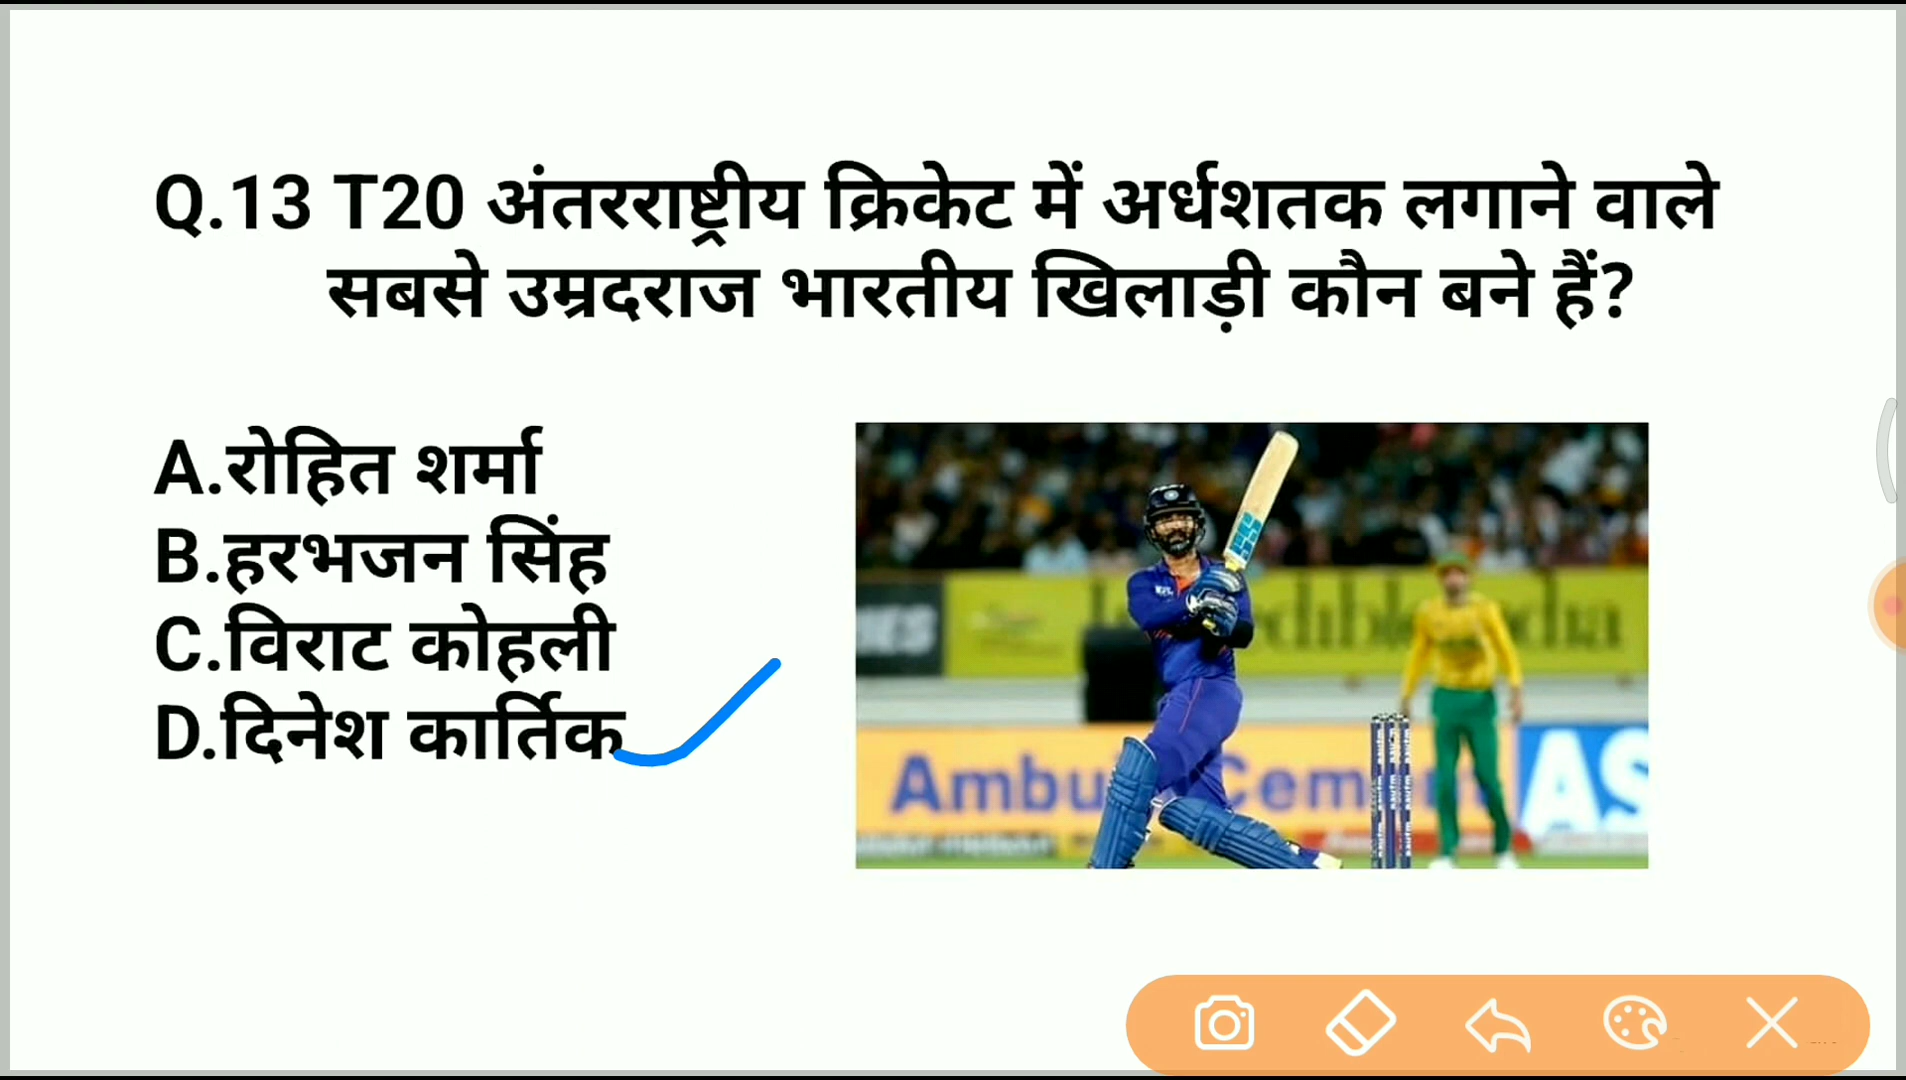 Q.13 T20 अंतरराष्ट्रीय क्रिकेट में अर्धशतक लगाने वाले
सबसे उम्रदराज भारतीय खिलाड़ी कौन बने हैं?
A.रोहित शर्मा
B.हरभजन सिंह
C.विराट कोहली
D.दिनेश कार्तिक